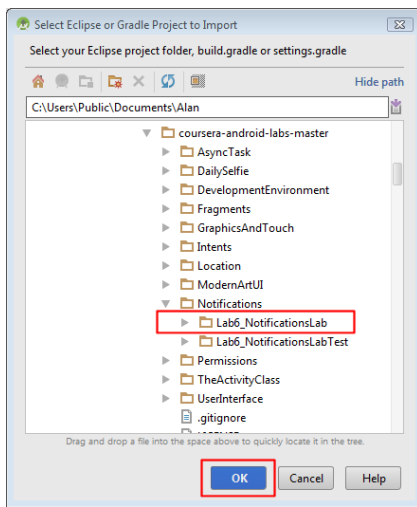 Select Eclipse or Gradle Project to Import
Select your Eclipse project folder, build.gradle or settings.gradle
Hide path
C:\Users\Public\Documents\Alan
coursera-android-labs-master
AsyncTask
DailySelfie
DevelopmentEnvironment
Fragments
GraphicsAndTouch
Intents
Location
ModernArtUI
Notifications
Lab6_NotificationsLab
Lab6_NotificationsLabTest
Permissions
TheActivityClass
UserInterface
.gitignore
Drag and drop a file into the space above to quickly locate it in the tree.
OK Cancel Help